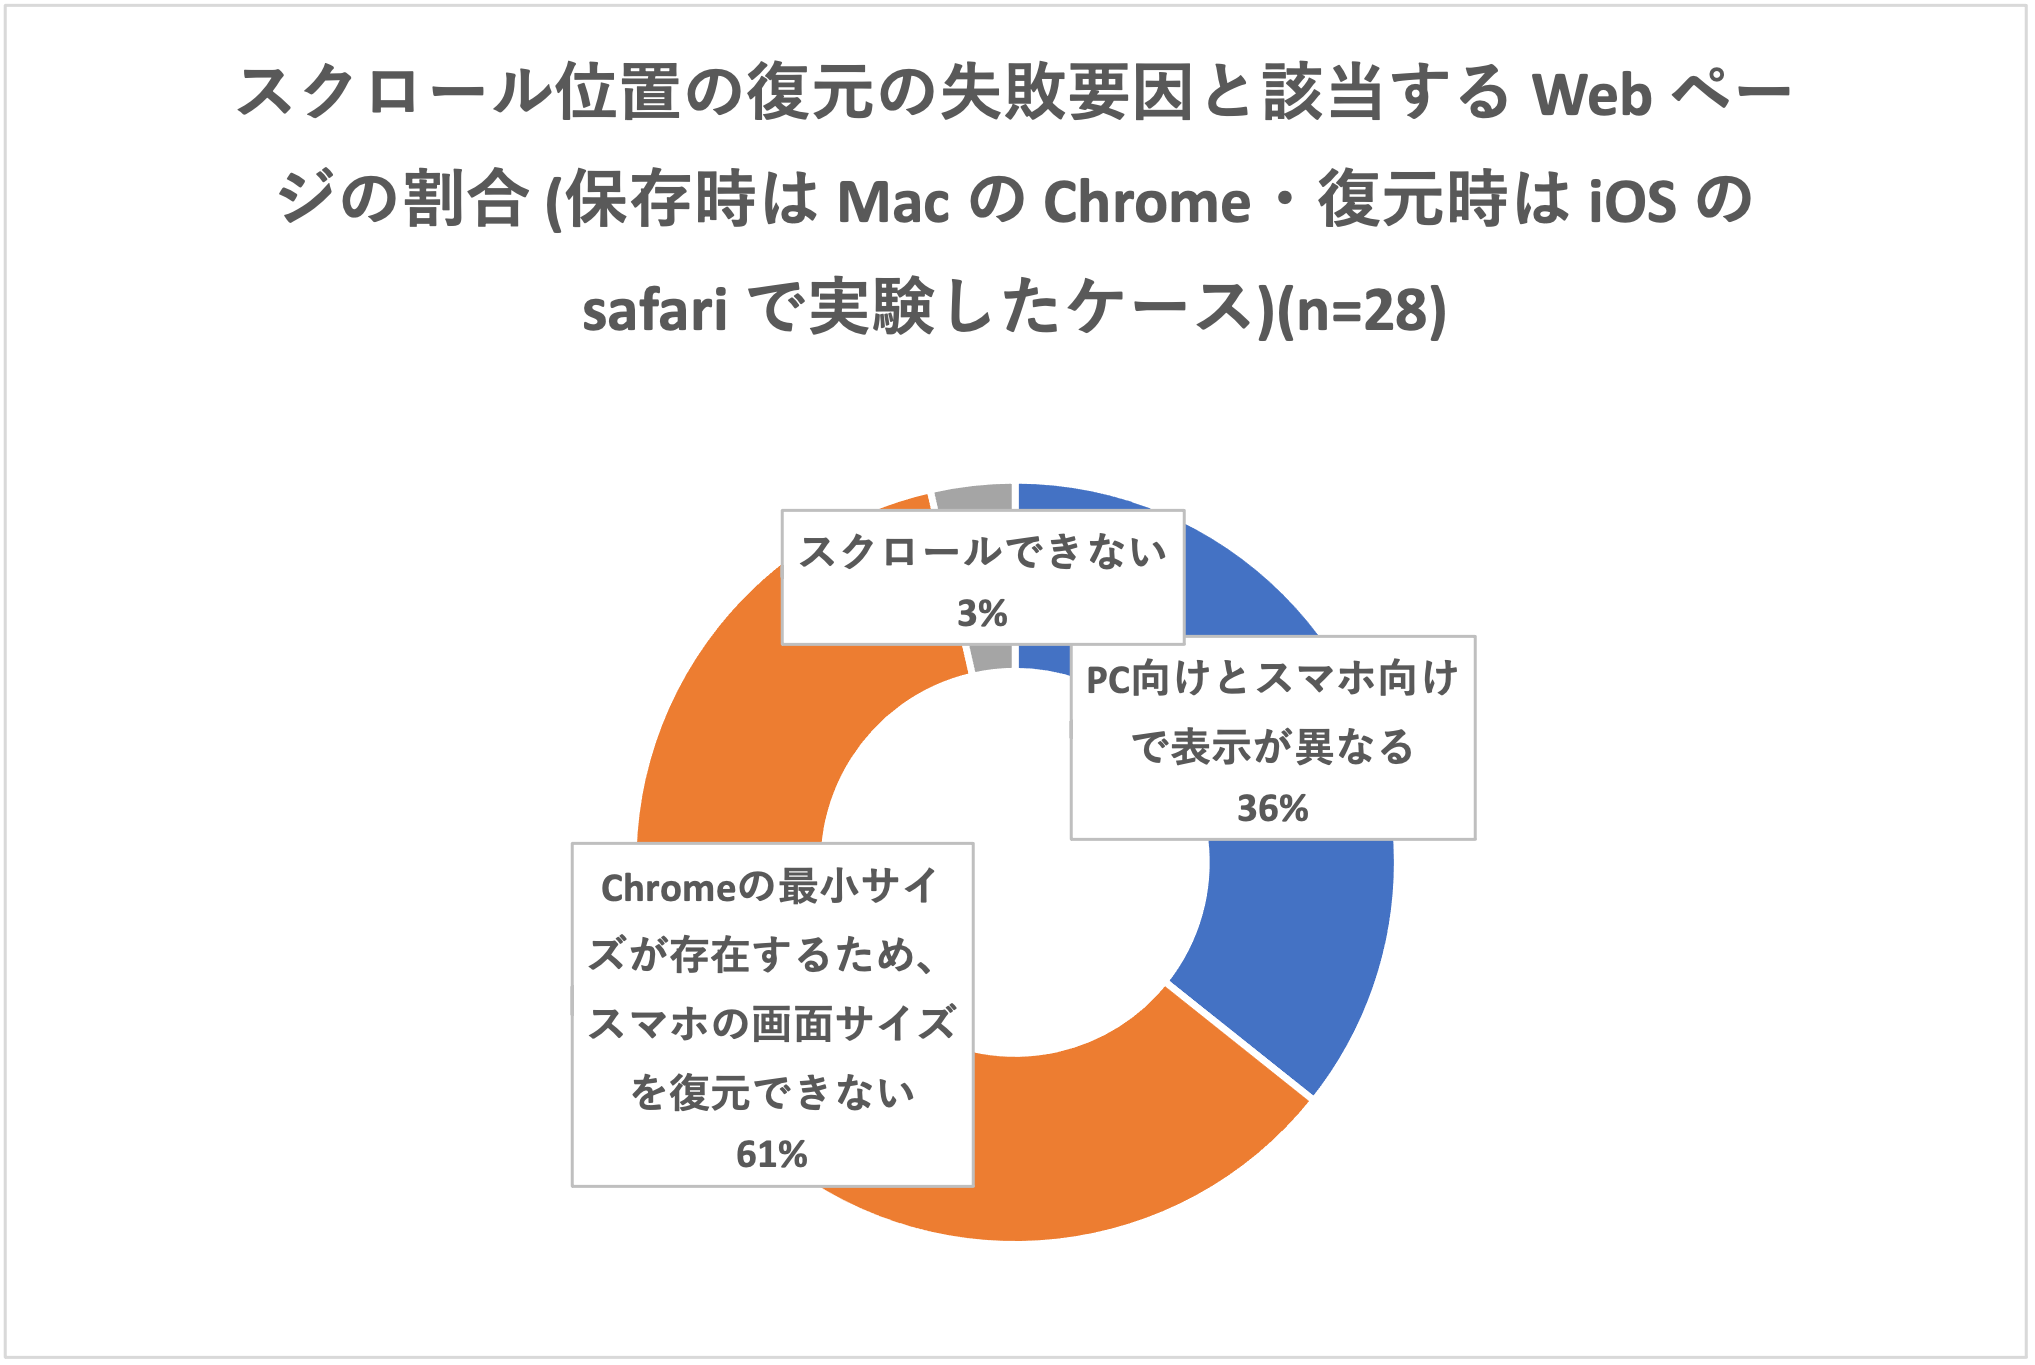 スクロール位置の復元の失敗要因と該当する Web ペー
ジの割合 (保存時は Mac の Chrome・復元時は iOS の
safari で実験したケース)(n=28)
スクロールできない
3%
PC向けとスマホ向け
で表示が異なる
36%
Chromeの最小サイ
ズが存在するため、
スマホの画面サイズ
を復元できない
61%